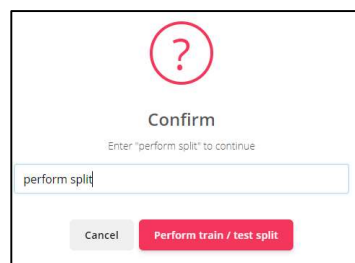 ?
Confirm
Enter "perform split" to continue
perform split
Cancel
Perform train / test split